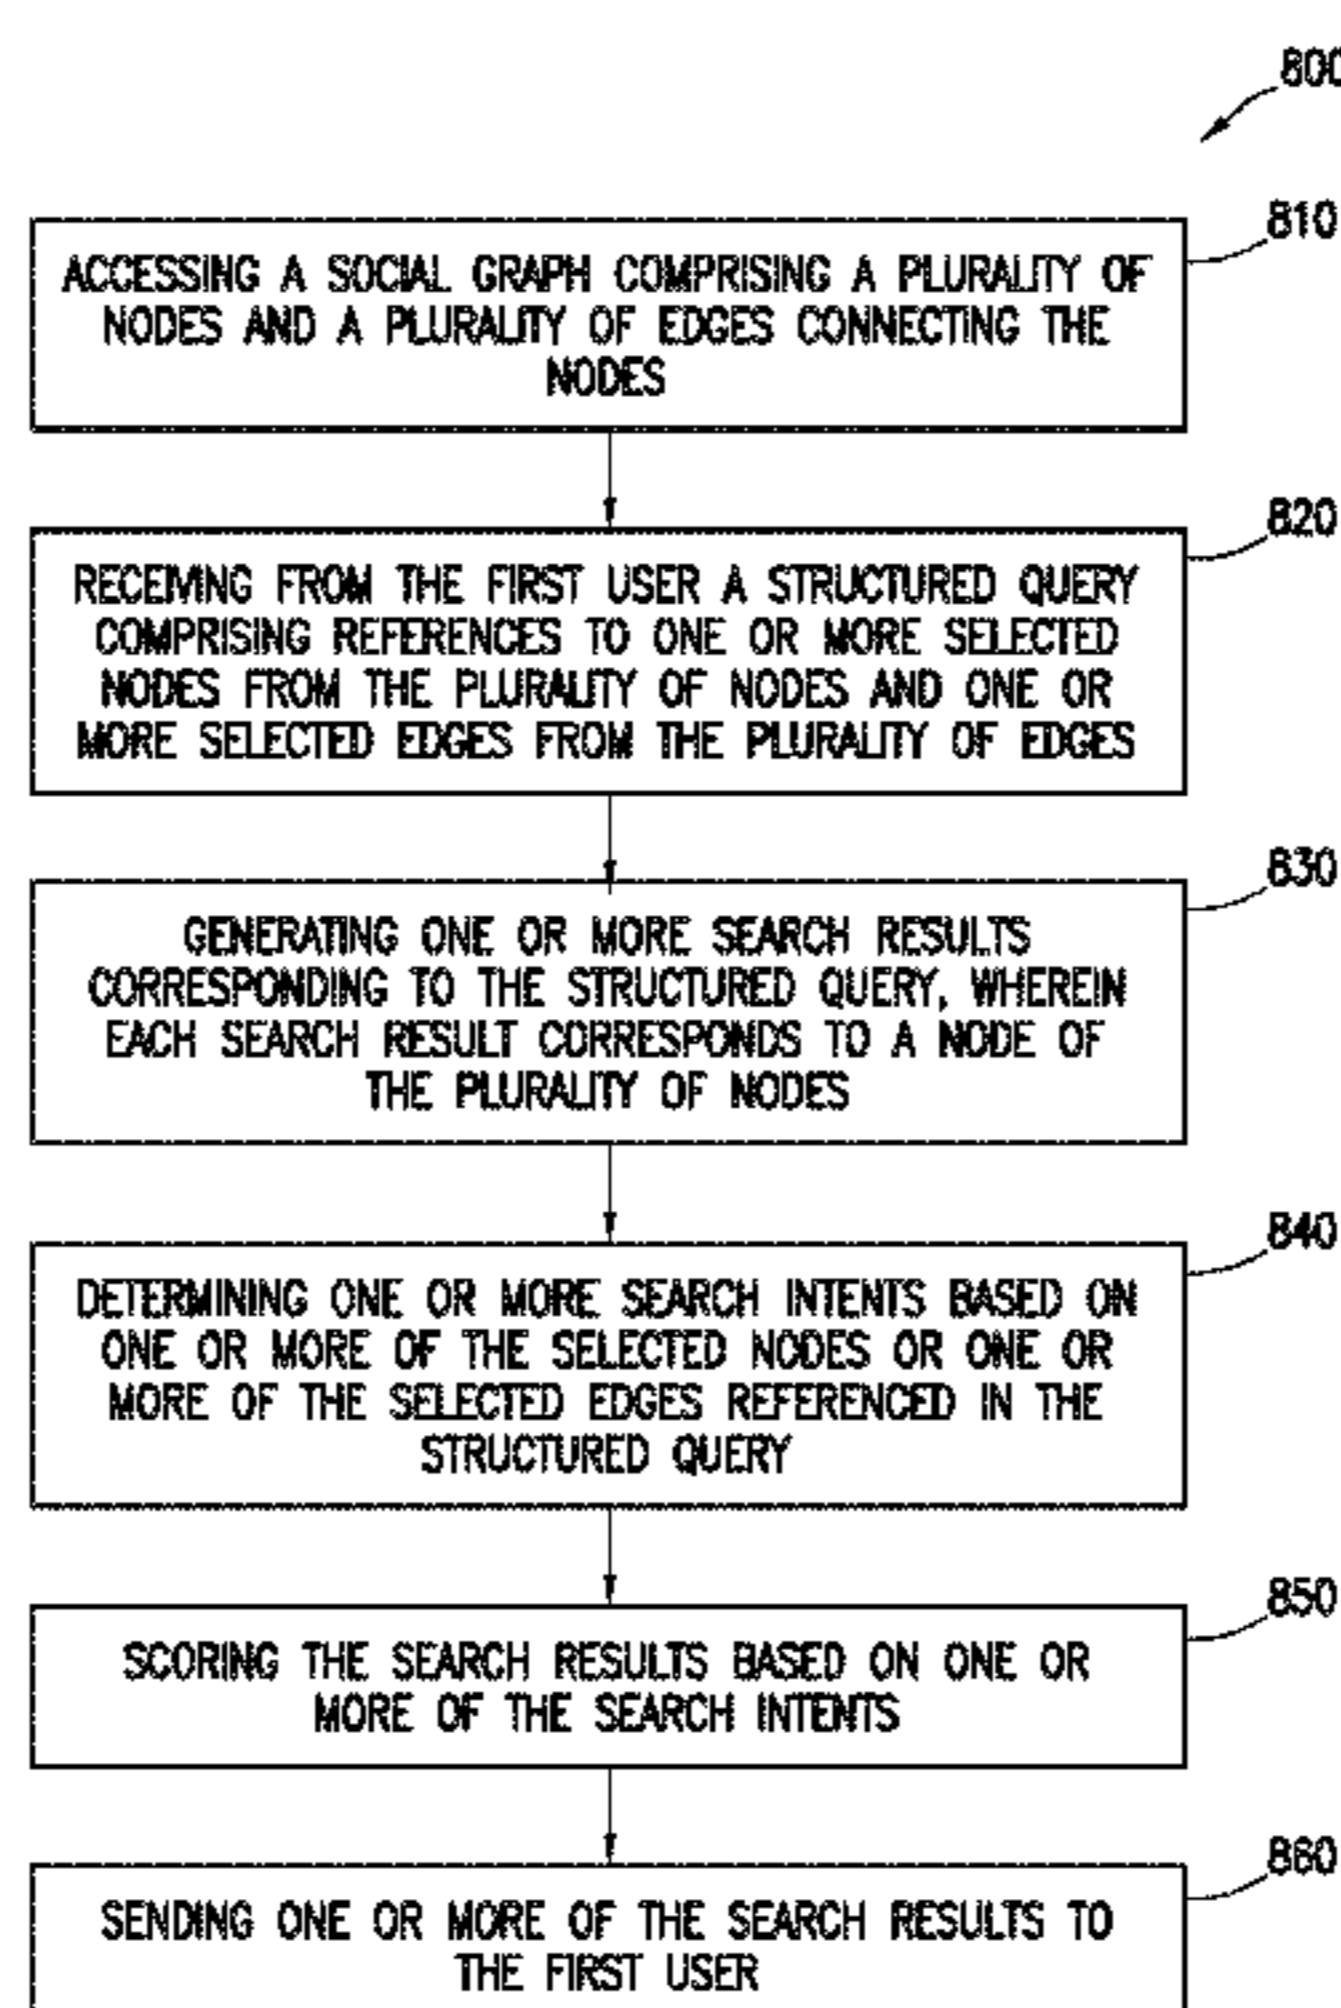 800
810
ACCESSING A SOCIAL GRAPH COMPRISING A PLURALITY OF
NODES AND A PLURALITY OF EDGES CONNECTING THE
NODES
820
RECEIVING FROM THE FIRST USER A STRUCTURED QUERY
COMPRISING REFERENCES TO ONE OR MORE SELECTED
NODES FROM THE PLURALITY OF NODES AND ONE OR
MORE SELECTED EDGES FROM THE PLURALITY OF EDGES
830
GENERATING ONE OR MORE SEARCH RESULTS
CORRESPONDING TO THE STRUCTURED QUERY, WHEREIN
EACH SEARCH RESULT CORRESPONDS TO A NODE OF
THE PLURALITY OF NODES
840
DETERMINING ONE OR MORE SEARCH INTENTS BASED ON
ONE OR MORE OF THE SELECTED NODES OR ONE OR
MORE OF THE SELECTED EDGES REFERENCED IN THE
STRUCTURED QUERY
850
SCORING THE SEARCH RESULTS BASED ON ONE OR
MORE OF THE SEARCH INTENTS
860
SENDING ONE OR MORE OF THE SEARCH RESULTS TO
THE FIRST USER